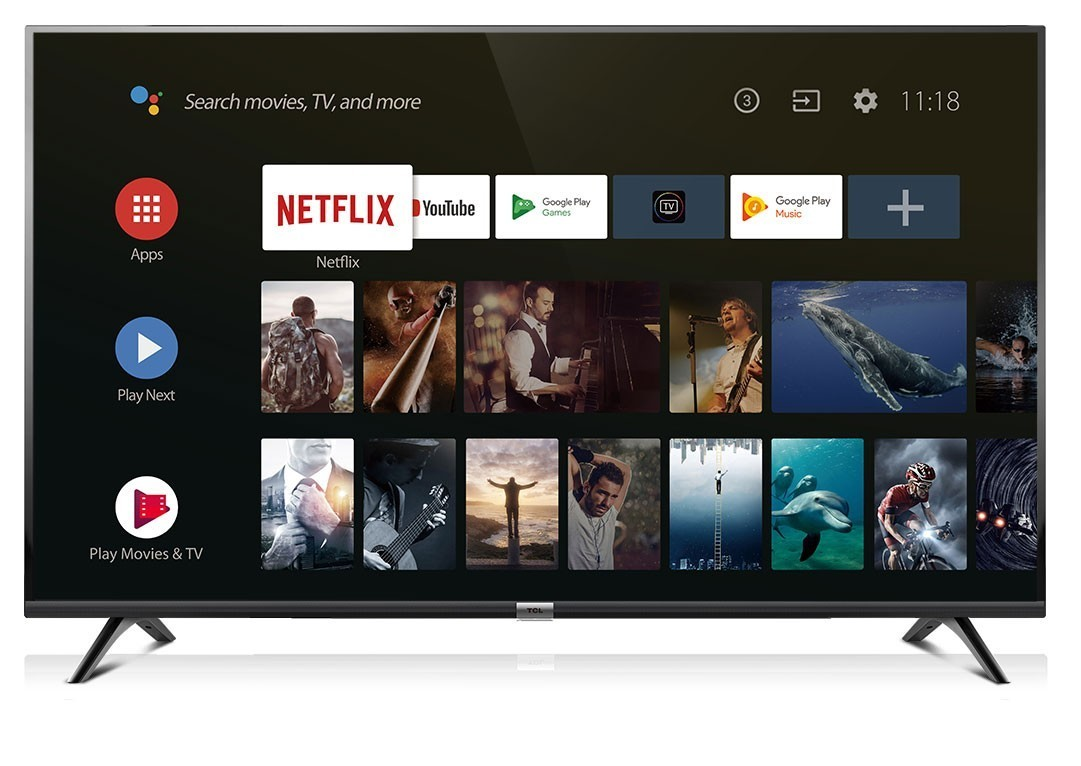 Search movies, TV, and more
3
11:18
NETFLIX
YouTube
Google Play
Games
TV
Google Play
Music
Apps
Netflix
Play Next
Play Movies & TV
TCL